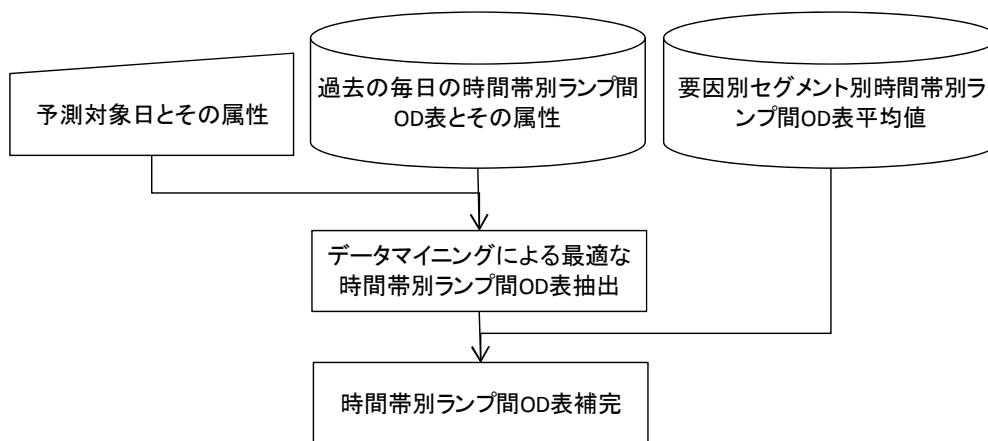 予測対象日とその属性
過去の毎日の時間帯別ランプ間
OD表とその属性
要因別セグメント別時間帯別ラ
ンプ間OD表平均値
データマイニングによる最適な
時間帯別ランプ間OD表抽出
時間帯別ランプ間OD表補完